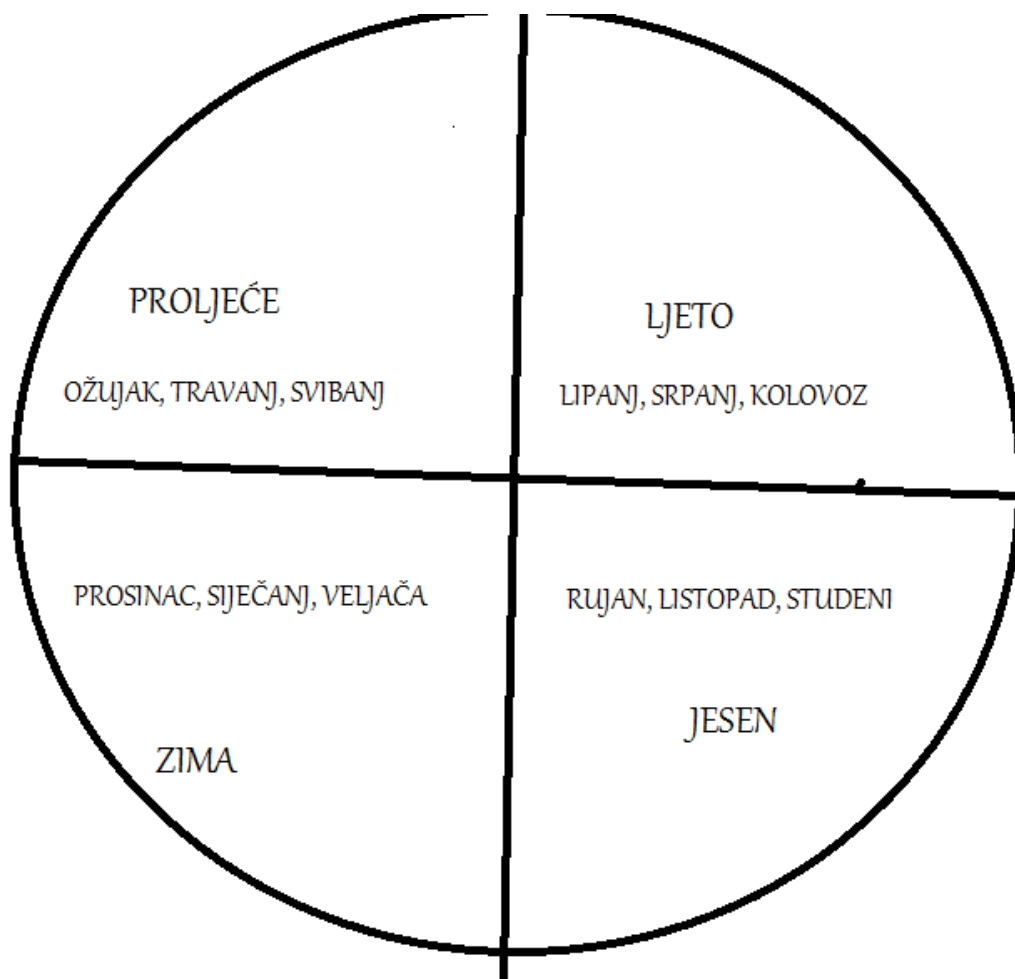 PROLJEĆE
OŽUJAK, TRAVANJ, SVIBANJ
LJETO
LIPANJ, SRPANJ, KOLOVOZ
PROSINAC, SIJEČANJ, VELJAČA
ZIMA
RUJAN, LISTOPAD, STUDENI
JESEN